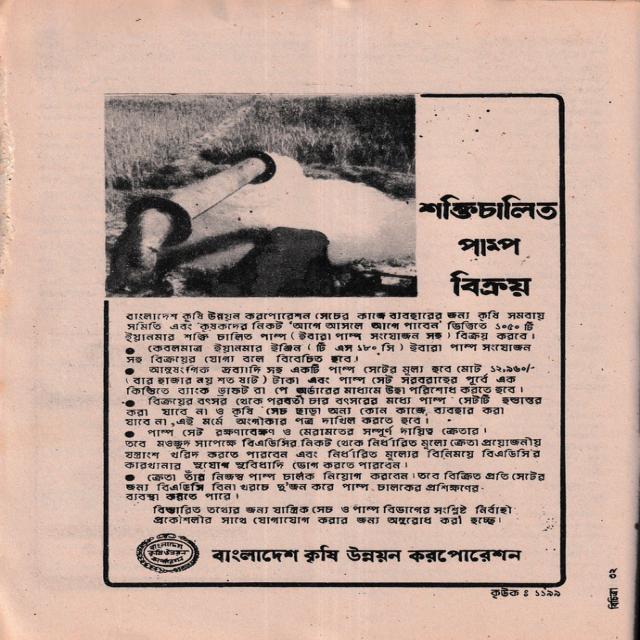 শক্তিচালিত
পাম্প
বিক্রয়
বাংলাদেশ কৃষি উন্নয়ন করপোরেশন সেচের কাজে ব্যবহারের জন্য কৃষি সমবায়
সমিতি এবং কৃষকদের নিকট 'আগে আসলে আগে পাবেন' ভিত্তিতে ১০৫০ টি
ইয়ানমার শক্তি চালিত পাম্প (ইবারা পাম্প সংযোজন সহ) বিক্রয় করবে।
● কেবলমাত্র ইয়ানমার ইঞ্জিন (টি এস ১৮০ সি) ইবারা পাম্প সংযোজন
সহ বিক্রয়ের যোগ্য বলে বিবেচিত হবে।
● আনুষংগিক দ্রব্যাদি সহ একটি পাম্প সেটের মূল্য হবে মোট ১২,৯৬০/-
(বার হাজার নয় শত ষাট) টাকা এবং পাম্প সেট সরবরাহের পূর্বে এক
কিস্তিতে ব্যাংক ড্রাফট বা পে অর্ডারের মাধ্যমে উহা পরিশোধ করতে হবে।
● বিক্রয়ের বৎসর থেকে পরবর্তী চার বৎসরের মধ্যে পাম্প সেটটি হস্তান্তর
করা যাবে না ও কৃষি সেচ ছাড়া অন্য কোন কাজে ব্যবহার করা
যাবে না, এই মর্মে অংগীকার পত্র দাখিল করতে হবে।
● পাম্প সেট রক্ষণাবেক্ষণ ও মেরামতের সম্পূর্ণ দায়িত্ব ক্রেতার।
তবে মওজুদ সাপেক্ষে বিএডিসির নিকট থেকে নির্ধারিত মূল্যে ক্রেতা প্রয়োজনীয়
যন্ত্রাংশ খরিদ করতে পারবেন এবং নির্ধারিত মূল্যের বিনিময়ে বিএডিসি'র
কারখানার সুযোগ সুবিধাদি ভোগ করতে পারবেন।
● ক্রেতা তাঁর নিজস্ব পাম্প চালক নিয়োগ করবেন। তবে বিক্রিত প্রতি সেটের
জন্য বিএডিসি বিনা খরচে দু'জন করে পাম্প চালকের প্রশিক্ষণের-
ব্যবস্থা করতে পারে।
বিস্তারিত তথ্যের জন্য যান্ত্রিক সেচ ও পাম্প বিভাগের সংশ্লিষ্ট নির্বাহী
প্রকৌশলীর সাথে যোগাযোগ করার জন্য অনুরোধ করা হচ্ছে।
বাংলাদেশ
কৃষি উন্নয়ন
বাংলাদেশ কৃষি উন্নয়ন করপোরেশন
কৃউক ঃ ১১৯৯
বিচিত্রা ৩২